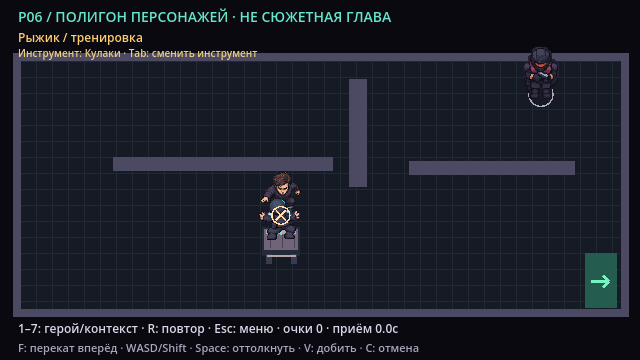 P06 / ПОЛИГОН ПЕРСОНАЖЕЙ · НЕ СЮЖЕТНАЯ ГЛАВА
Рыжик / тренировка
Инструмент: Кулаки · Tab: сменить инструмент
1–7: герой/контекст · R: повтор · Esc: меню · очки 0 · приём 0.0с
F: перекат вперёд · WASD/Shift · Space: оттолкнуть · V: добить · C: отмена